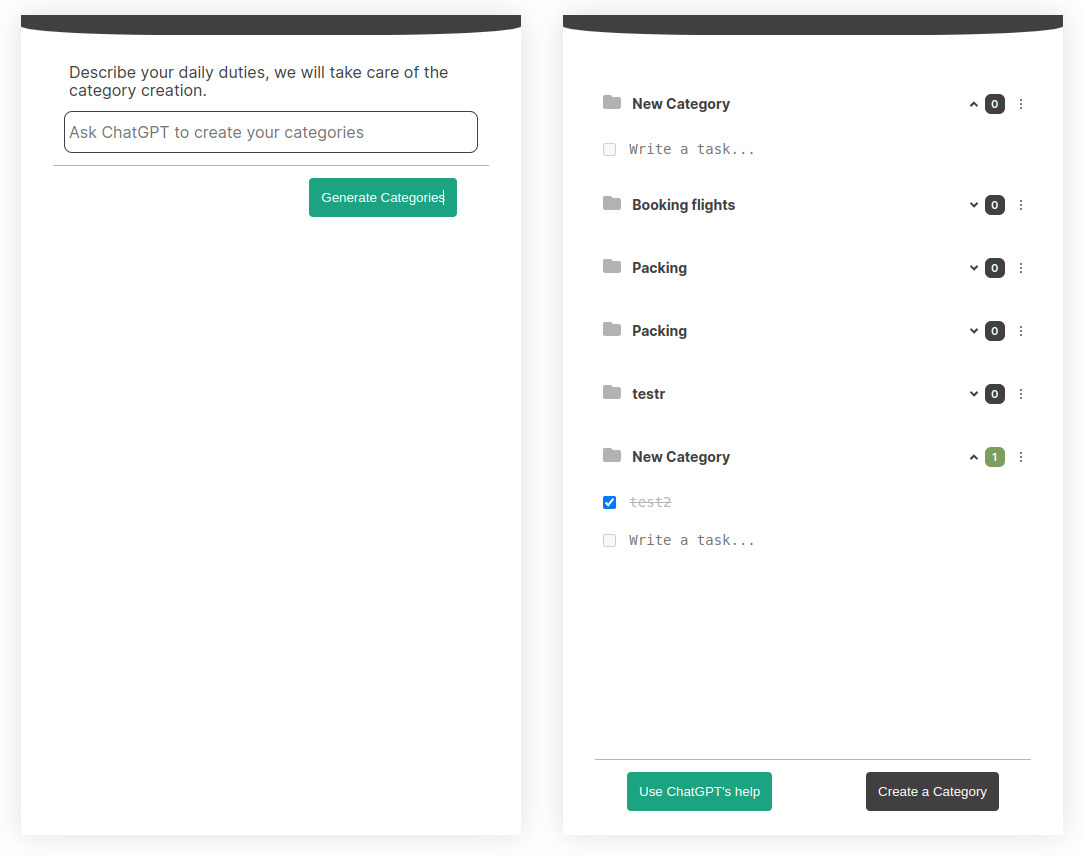 Describe your daily duties, we will take care of the
category creation.
Ask ChatGPT to create your categories
Generate Categories
New Category 0
Write a task...
Booking flights 0
Packing 0
Packing 0
testr 0
New Category 1
test2
Write a task...
Use ChatGPT's help
Create a Category